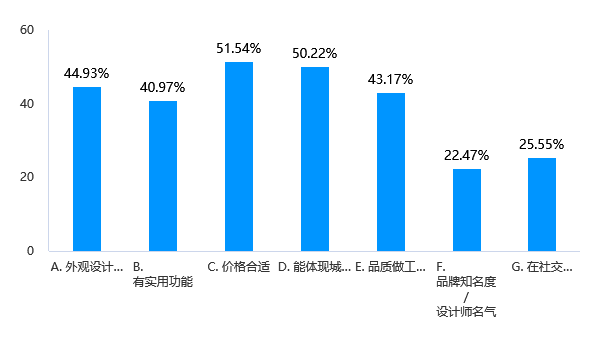 60
51.54%
50.22%
44.93%
43.17%
40.97%
40
25.55%
22.47%
20
0
A. 外观设计...
B.
有实用功能
C. 价格合适
D. 能体现城...
E. 品质做工...
F.
品牌知名度
/
设计师名气
G. 在社交...